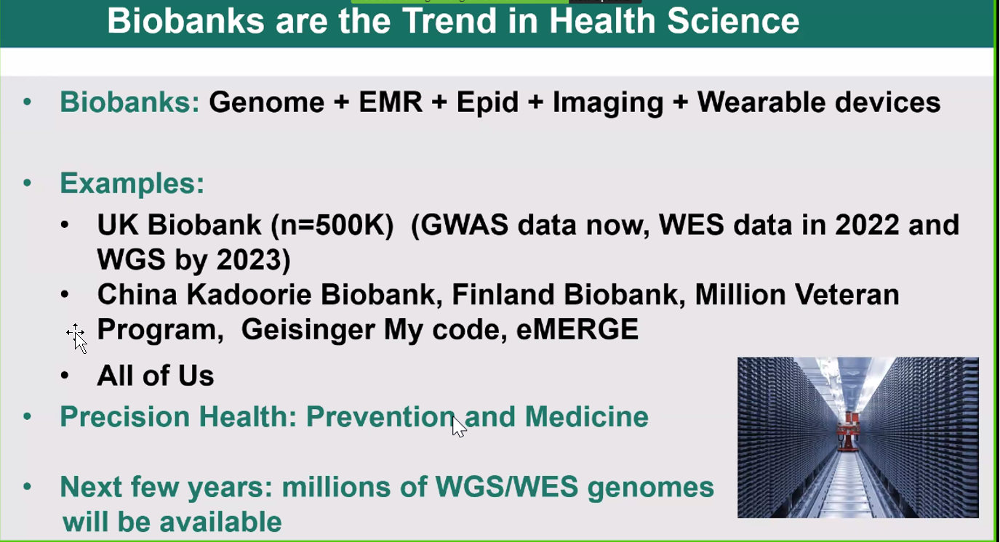 Biobanks are the Trend in Health Science
• Biobanks: Genome + EMR + Epid + Imaging + Wearable devices
• Examples:
• UK Biobank (n=500K)  (GWAS data now, WES data in 2022 and
WGS by 2023)
• China Kadoorie Biobank, Finland Biobank, Million Veteran
Program,  Geisinger My code, eMERGE
• All of Us
• Precision Health: Prevention and Medicine
• Next few years: millions of WGS/WES genomes
will be available